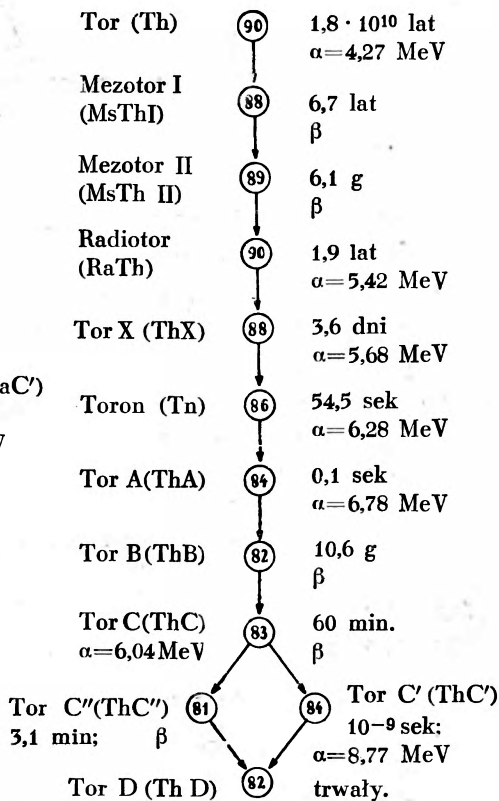 Tor (Th) 90 1,8 · 10¹⁰ lat
α=4,27 MeV
Mezotor I 88 6,7 lat
(MsThI) β
Mezotor II 89 6,1 g
(MsTh II) β
Radiotor 90 1,9 lat
(RaTh) α=5,42 MeV
Tor X (ThX) 88 3,6 dni
α=5,68 MeV
aC′)
Toron (Tn) 86 54,5 sek
α=6,28 MeV
Tor A(ThA) 84 0,1 sek
α=6,78 MeV
Tor B(ThB) 82 10,6 g
β
Tor C(ThC) 83 60 min.
α=6,04 MeV β
Tor C″(ThC″) 81 84 Tor C′(ThC′)
3,1 min; β 10−⁹ sek;
α=8,77 MeV
Tor D (Th D) 82 trwały.